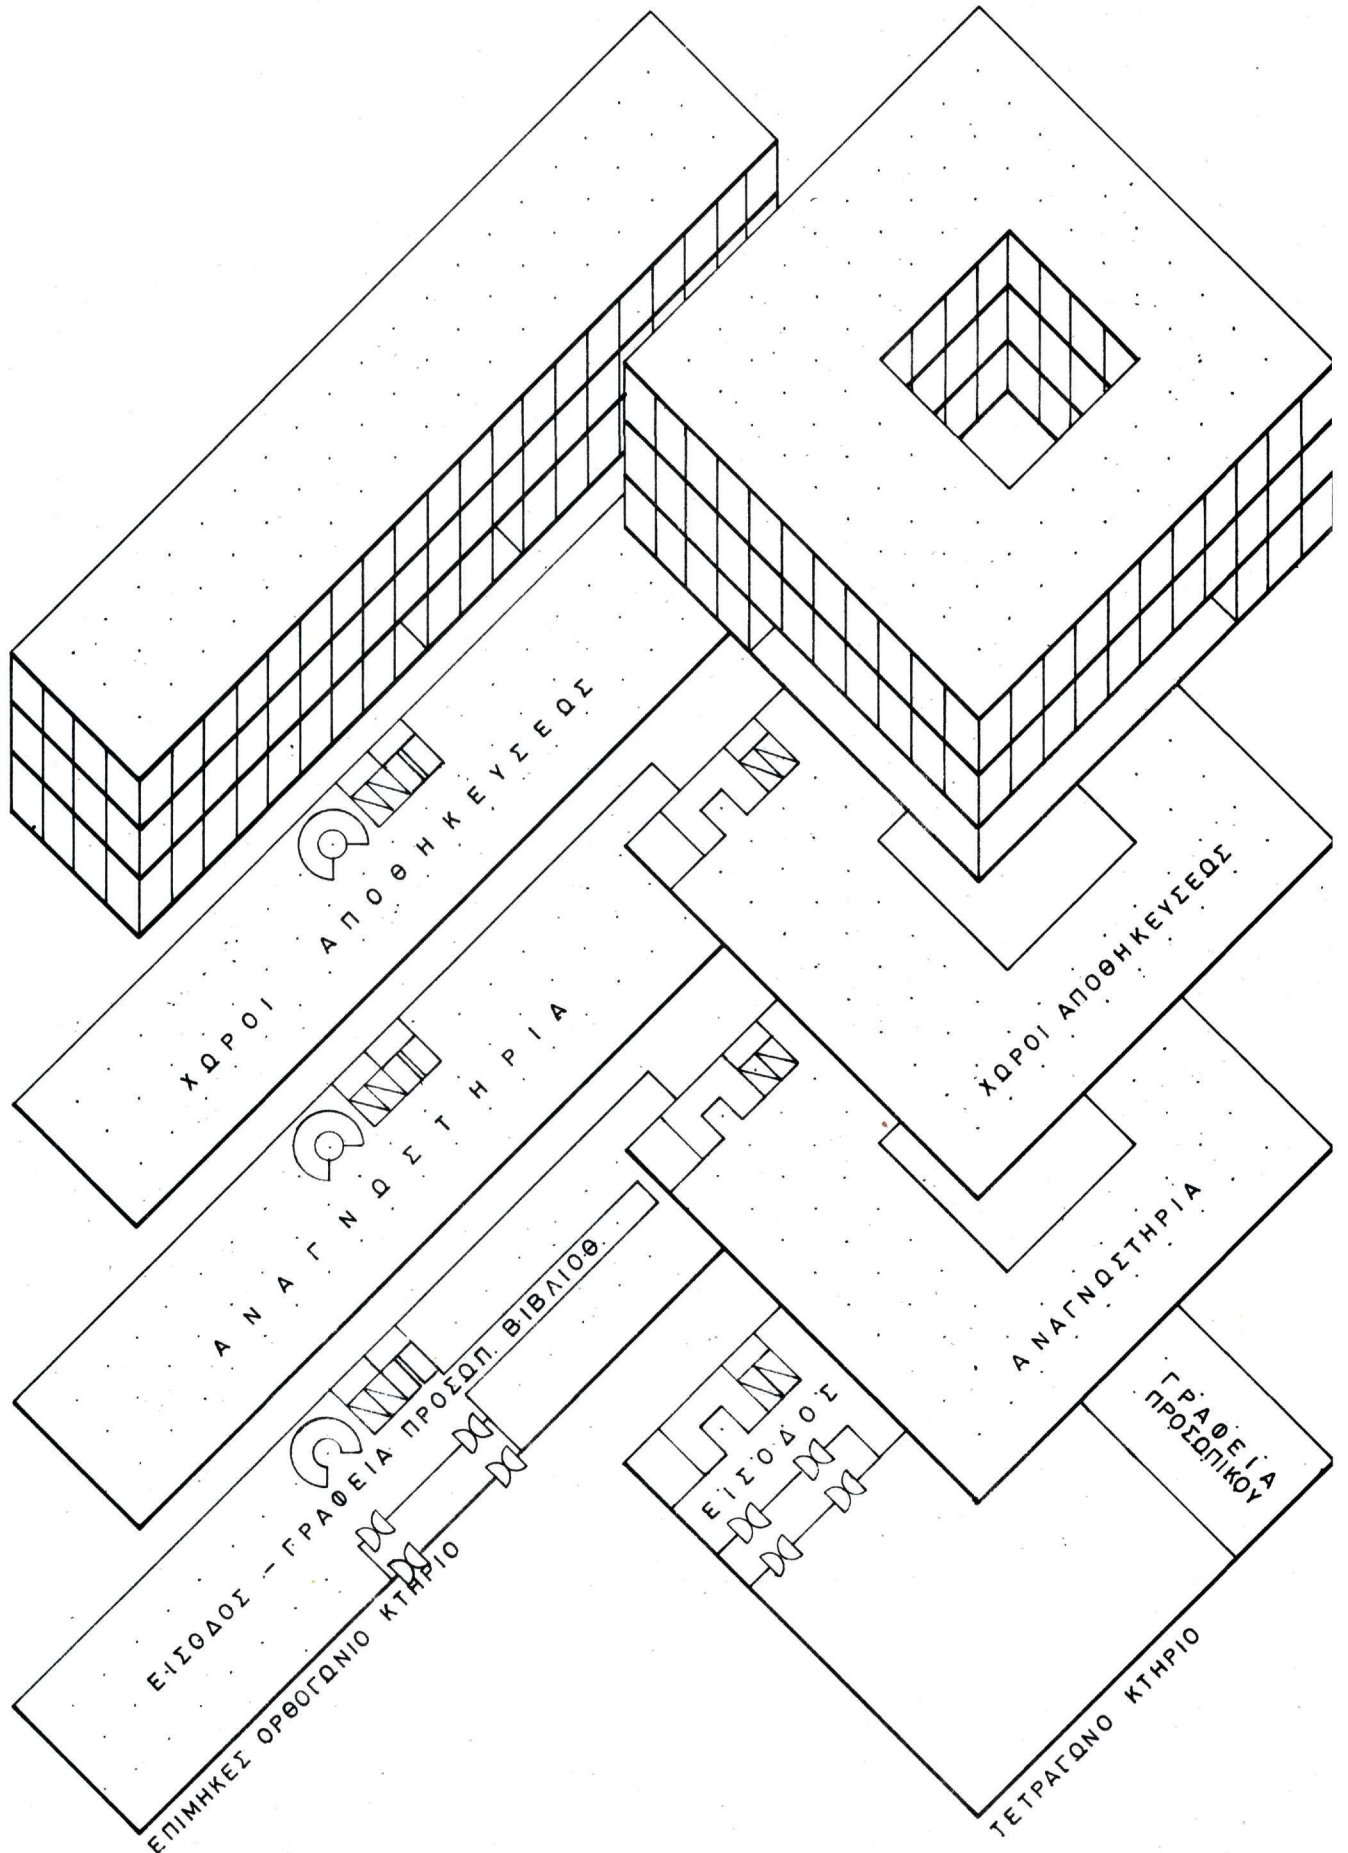 ΧΩΡΟΙ ΑΠΟΘΗΚΕΥΣΕΩΣ
ΑΝΑΓΝΩΣΤΗΡΙΑ
ΕΙΣΟΔΟΣ - ΓΡΑΦΕΙΑ ΠΡΟΣΩΠ. ΒΙΒΛΙΟΘ.
ΕΠΙΜΗΚΕΣ ΟΡΘΟΓΩΝΙΟ ΚΤΗΡΙΟ
ΧΩΡΟΙ ΑΠΟΘΗΚΕΥΣΕΩΣ
ΑΝΑΓΝΩΣΤΗΡΙΑ
ΕΙΣΟΔΟΣ
ΓΡΑΦΕΙΑ
ΠΡΟΣΩΠΙΚΟΥ
ΤΕΤΡΑΓΩΝΟ ΚΤΗΡΙΟ